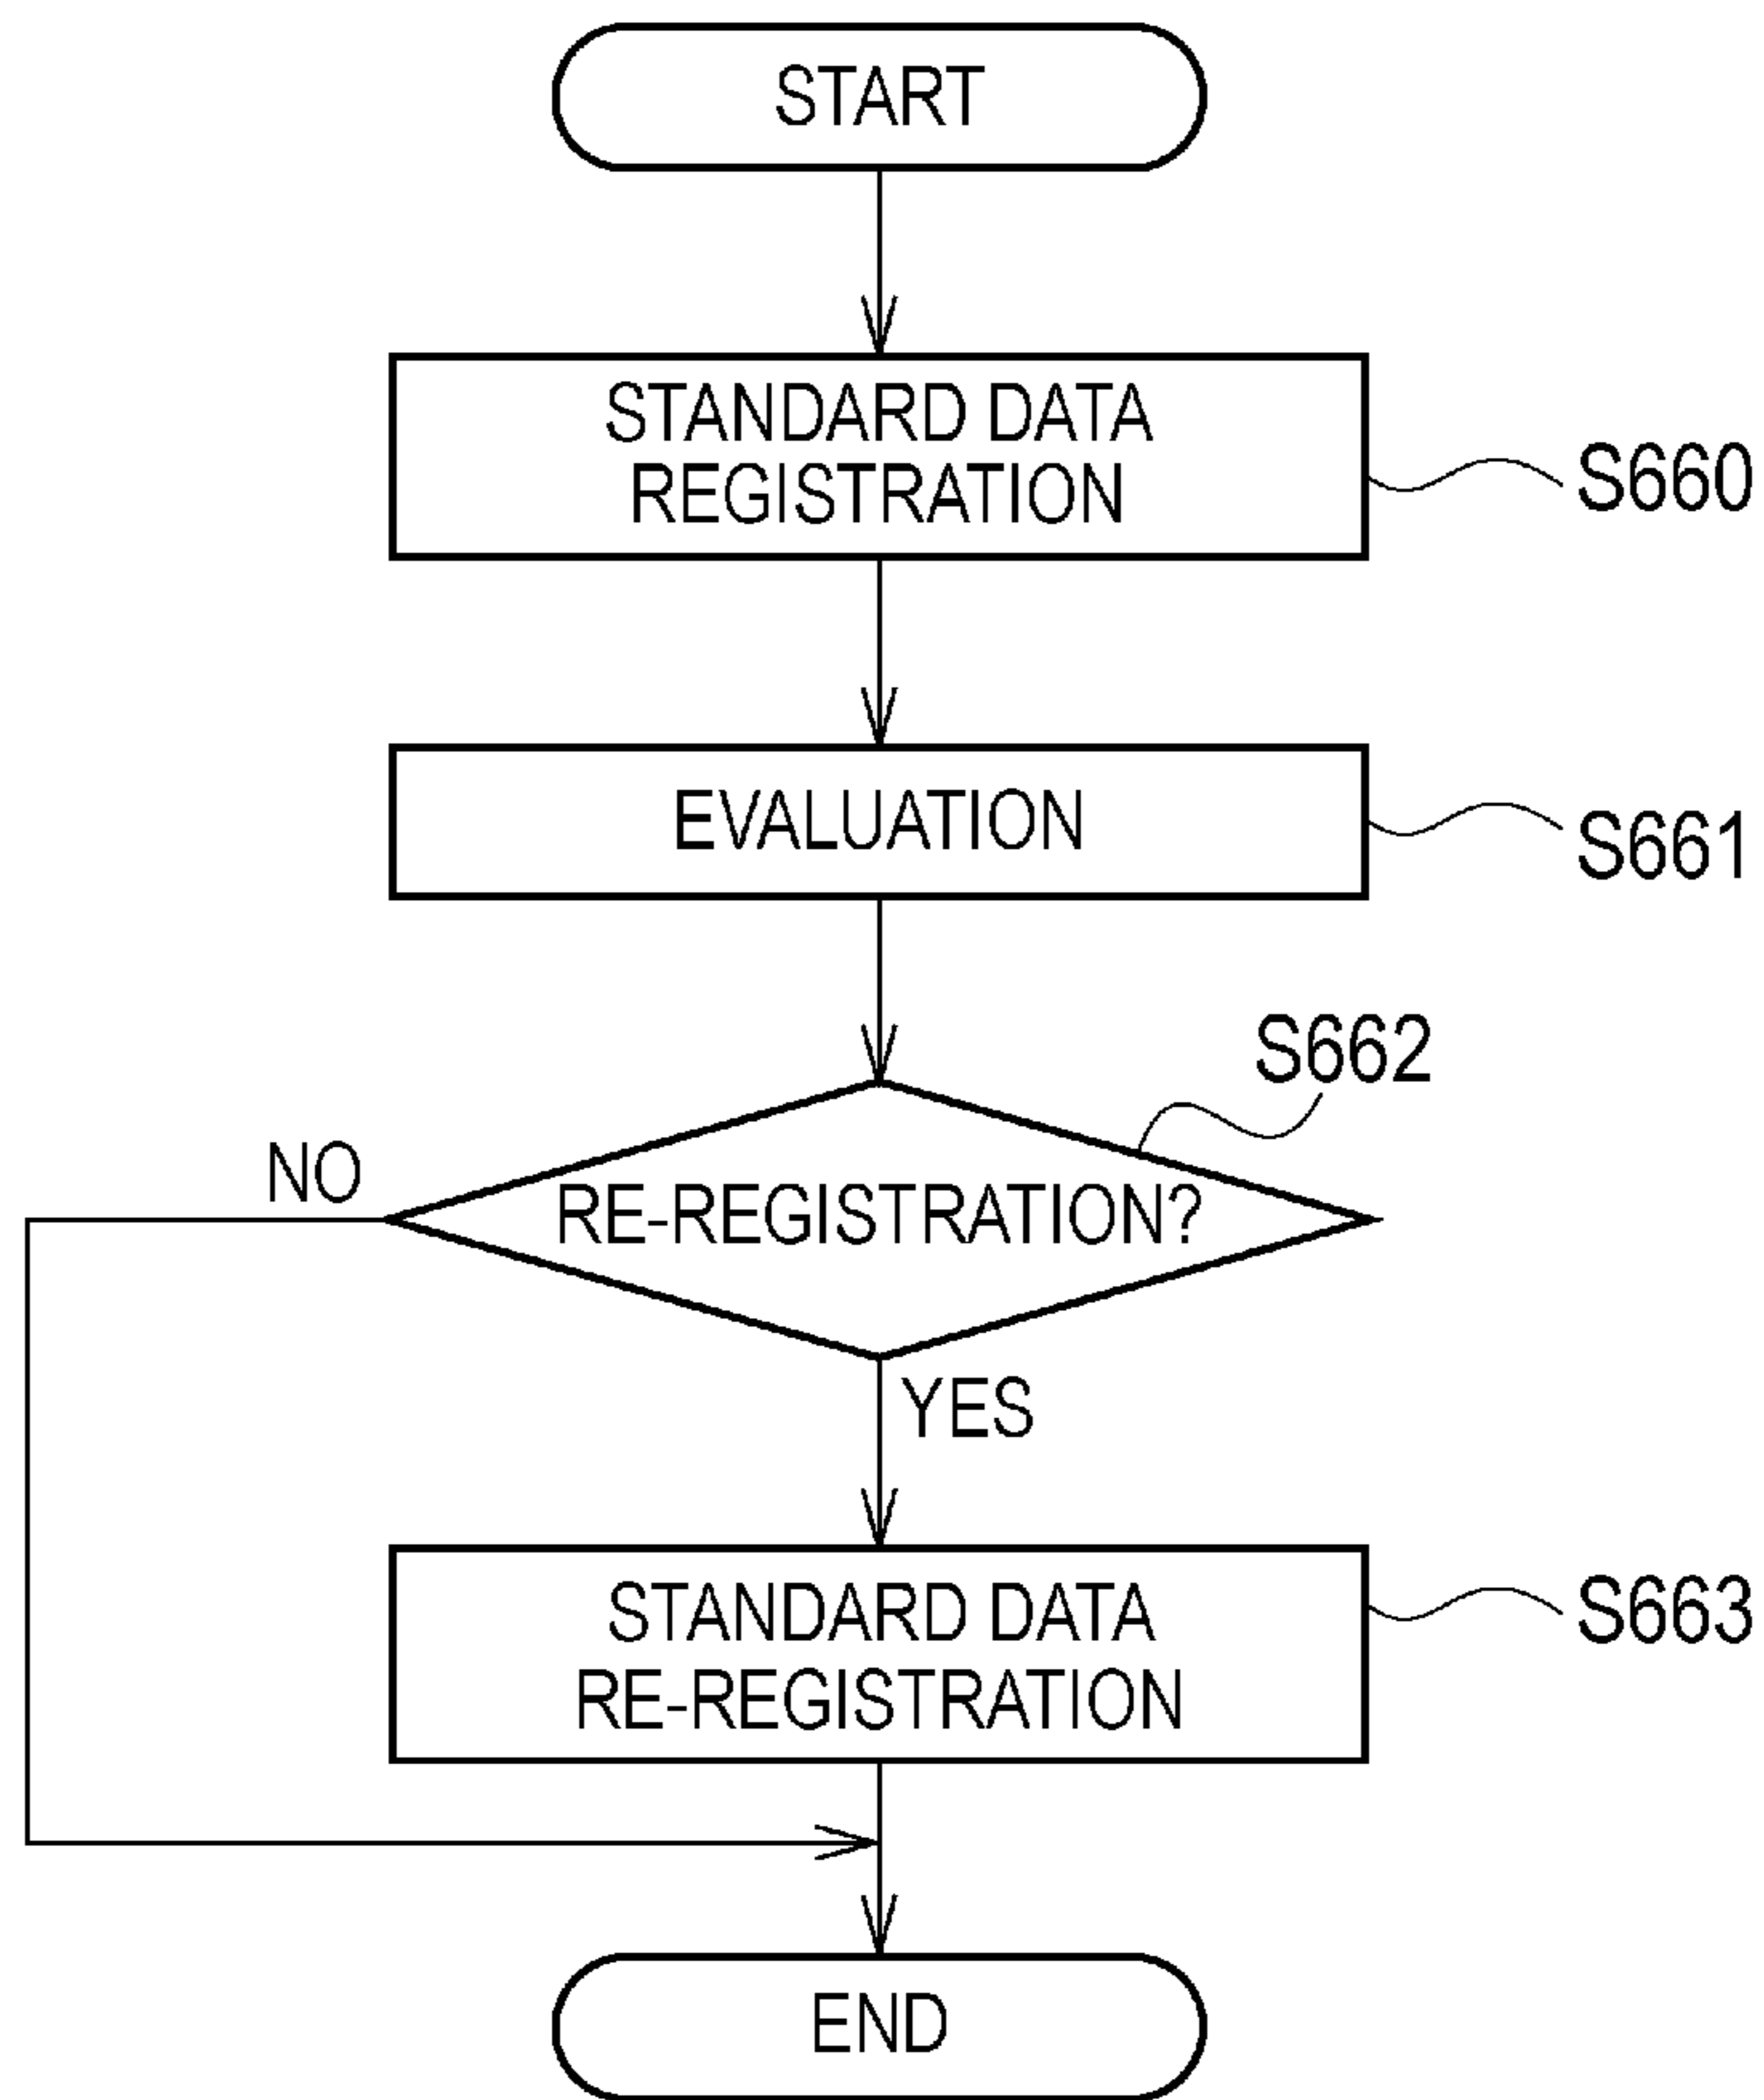 START
STANDARD DATA
REGISTRATION
S660
EVALUATION
S661
S662
NO
RE-REGISTRATION?
YES
STANDARD DATA
RE-REGISTRATION
S663
END